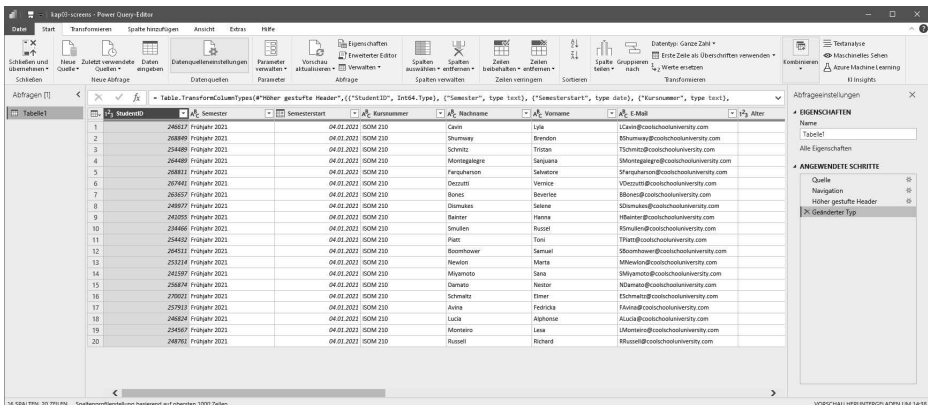 kap03-screens - Power Query-Editor
Datei Start Transformieren Spalte hinzufügen Ansicht Extras Hilfe
Schließen und übernehmen Neue Quelle Zuletzt verwendete Quellen Daten eingeben Datenquelleneinstellungen Parameter verwalten Vorschau aktualisieren Eigenschaften Erweiterter Editor Verwalten Spalten auswählen Spalten entfernen Zeilen beibehalten Zeilen entfernen Spalte teilen Gruppieren nach Datentyp: Ganze Zahl Erste Zeile als Überschriften verwenden Werte ersetzen Kombinieren Textanalyse Maschinelles Sehen Azure Machine Learning
Schließen Neue Abfrage Datenquellen Parameter Abfrage Spalten verwalten Zeilen verringern Sortieren Transformieren KI Insights
Abfragen [1]
Tabelle1
= Table.TransformColumnTypes(#"Höher gestufte Header",{{"StudentID", Int64.Type}, {"Semester", type text}, {"Semesterstart", type date}, {"Kursnummer", type text},
StudentID Semester Semesterstart Kursnummer Nachname Vorname E-Mail Alter
1 246617 Frühjahr 2021 04.01.2021 ISOM 210 Cavin Lyla LCavin@coolschooluniversity.com
2 268849 Frühjahr 2021 04.01.2021 ISOM 210 Shumway Brendon BShumway@coolschooluniversity.com
3 254489 Frühjahr 2021 04.01.2021 ISOM 210 Schmitz Tristan TSchmitz@coolschooluniversity.com
4 264489 Frühjahr 2021 04.01.2021 ISOM 210 Montegalegre Sanjuana SMontegalegre@coolschooluniversity.com
5 268811 Frühjahr 2021 04.01.2021 ISOM 210 Farquharson Salvatore SFarquharson@coolschooluniversity.com
6 267441 Frühjahr 2021 04.01.2021 ISOM 210 Dezzutti Vernice VDezzutti@coolschooluniversity.com
7 263657 Frühjahr 2021 04.01.2021 ISOM 210 Bones Beverlee BBones@coolschooluniversity.com
8 249977 Frühjahr 2021 04.01.2021 ISOM 210 Dismukes Selene SDismukes@coolschooluniversity.com
9 241055 Frühjahr 2021 04.01.2021 ISOM 210 Bainter Hanna HBainter@coolschooluniversity.com
10 234466 Frühjahr 2021 04.01.2021 ISOM 210 Smullen Russel RSmullen@coolschooluniversity.com
11 254432 Frühjahr 2021 04.01.2021 ISOM 210 Piatt Toni TPiatt@coolschooluniversity.com
12 264511 Frühjahr 2021 04.01.2021 ISOM 210 Boomhower Samuel SBoomhower@coolschooluniversity.com
13 253214 Frühjahr 2021 04.01.2021 ISOM 210 Newlon Marta MNewlon@coolschooluniversity.com
14 241597 Frühjahr 2021 04.01.2021 ISOM 210 Miyamoto Sana SMiyamoto@coolschooluniversity.com
15 256874 Frühjahr 2021 04.01.2021 ISOM 210 Damato Nestor NDamato@coolschooluniversity.com
16 270021 Frühjahr 2021 04.01.2021 ISOM 210 Schmaltz Elmer ESchmaltz@coolschooluniversity.com
17 257913 Frühjahr 2021 04.01.2021 ISOM 210 Avina Fedricka FAvina@coolschooluniversity.com
18 246824 Frühjahr 2021 04.01.2021 ISOM 210 Lucia Alphonse ALucia@coolschooluniversity.com
19 234567 Frühjahr 2021 04.01.2021 ISOM 210 Monteiro Lesa LMonteiro@coolschooluniversity.com
20 248761 Frühjahr 2021 04.01.2021 ISOM 210 Russell Richard RRussell@coolschooluniversity.com
Abfrageeinstellungen
EIGENSCHAFTEN
Name
Tabelle1
Alle Eigenschaften
ANGEWENDETE SCHRITTE
Quelle
Navigation
Höher gestufte Header
Geänderter Typ
16 SPALTEN, 20 ZEILEN Spaltenprofilerstellung basierend auf obersten 1000 Zeilen VORSCHAU HERUNTERGELADEN UM 14:38